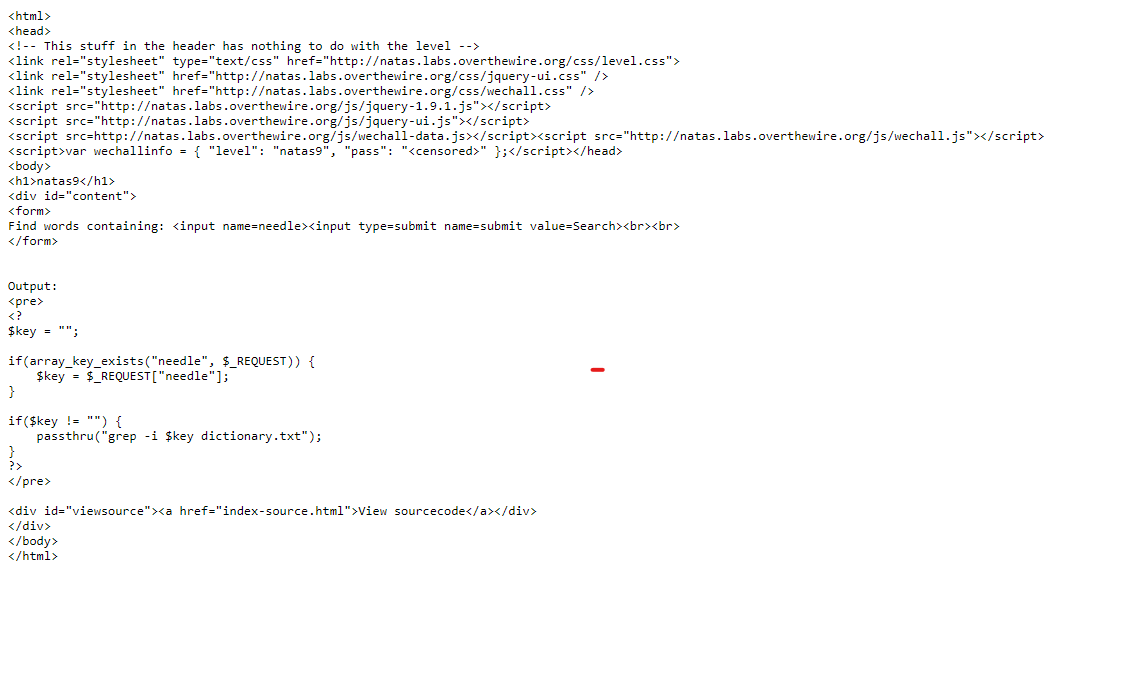 <html>
<head>
<!-- This stuff in the header has nothing to do with the level -->
<link rel="stylesheet" type="text/css" href="http://natas.labs.overthewire.org/css/level.css">
<link rel="stylesheet" href="http://natas.labs.overthewire.org/css/jquery-ui.css" />
<link rel="stylesheet" href="http://natas.labs.overthewire.org/css/wechall.css" />
<script src="http://natas.labs.overthewire.org/js/jquery-1.9.1.js"></script>
<script src="http://natas.labs.overthewire.org/js/jquery-ui.js"></script>
<script src=http://natas.labs.overthewire.org/js/wechall-data.js></script><script src="http://natas.labs.overthewire.org/js/wechall.js"></script>
<script>var wechallinfo = { "level": "natas9", "pass": "<censored>" };</script></head>
<body>
<h1>natas9</h1>
<div id="content">
<form>
Find words containing: <input name=needle><input type=submit name=submit value=Search><br><br>
</form>
Output:
<pre>
<?
$key = "";
if(array_key_exists("needle", $_REQUEST)) {
    $key = $_REQUEST["needle"];
}
if($key != "") {
    passthru("grep -i $key dictionary.txt");
}
?>
</pre>
<div id="viewsource"><a href="index-source.html">View sourcecode</a></div>
</div>
</body>
</html>